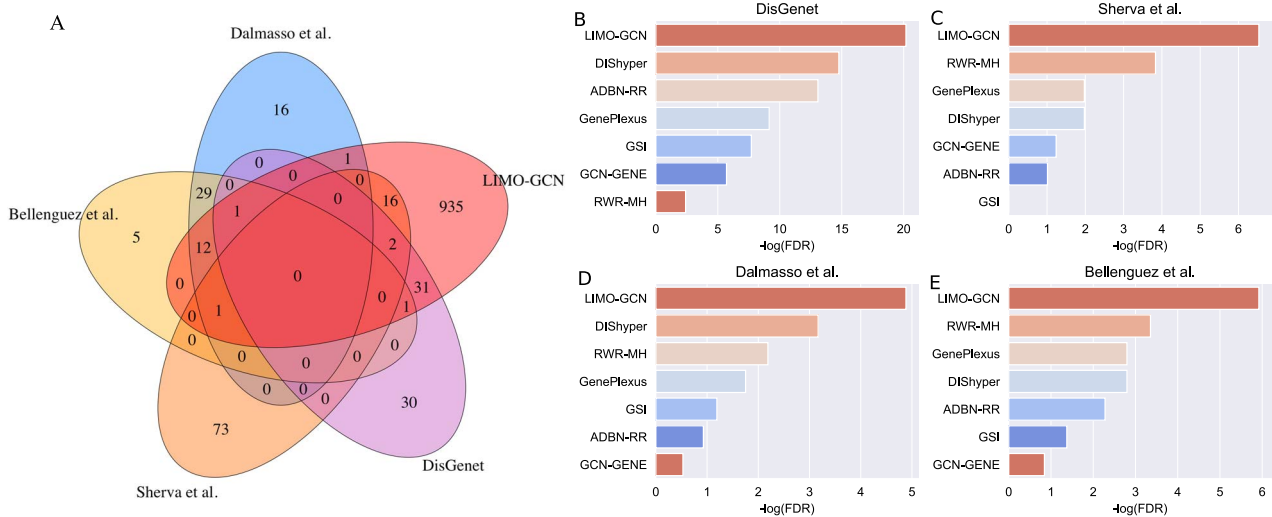 A
Dalmasso et al.
16
LIMO-GCN
935
Bellenguez et al.
5
29
0
0
0
1
0
0
16
2
1
12
0
0
31
1
0
0
1
0
0
0
0
0
0
0
0
0
73
30
Sherva et al.
DisGenet
B
DisGenet
LIMO-GCN
DIShyper
ADBN-RR
GenePlexus
GSI
GCN-GENE
RWR-MH
0 5 10 15 20
-log(FDR)
C
Sherva et al.
LIMO-GCN
RWR-MH
GenePlexus
DIShyper
GCN-GENE
ADBN-RR
GSI
0 1 2 3 4 5 6
-log(FDR)
D
Dalmasso et al.
LIMO-GCN
DIShyper
RWR-MH
GenePlexus
GSI
ADBN-RR
GCN-GENE
0 1 2 3 4 5
-log(FDR)
E
Bellenguez et al.
LIMO-GCN
RWR-MH
GenePlexus
DIShyper
ADBN-RR
GSI
GCN-GENE
0 1 2 3 4 5 6
-log(FDR)